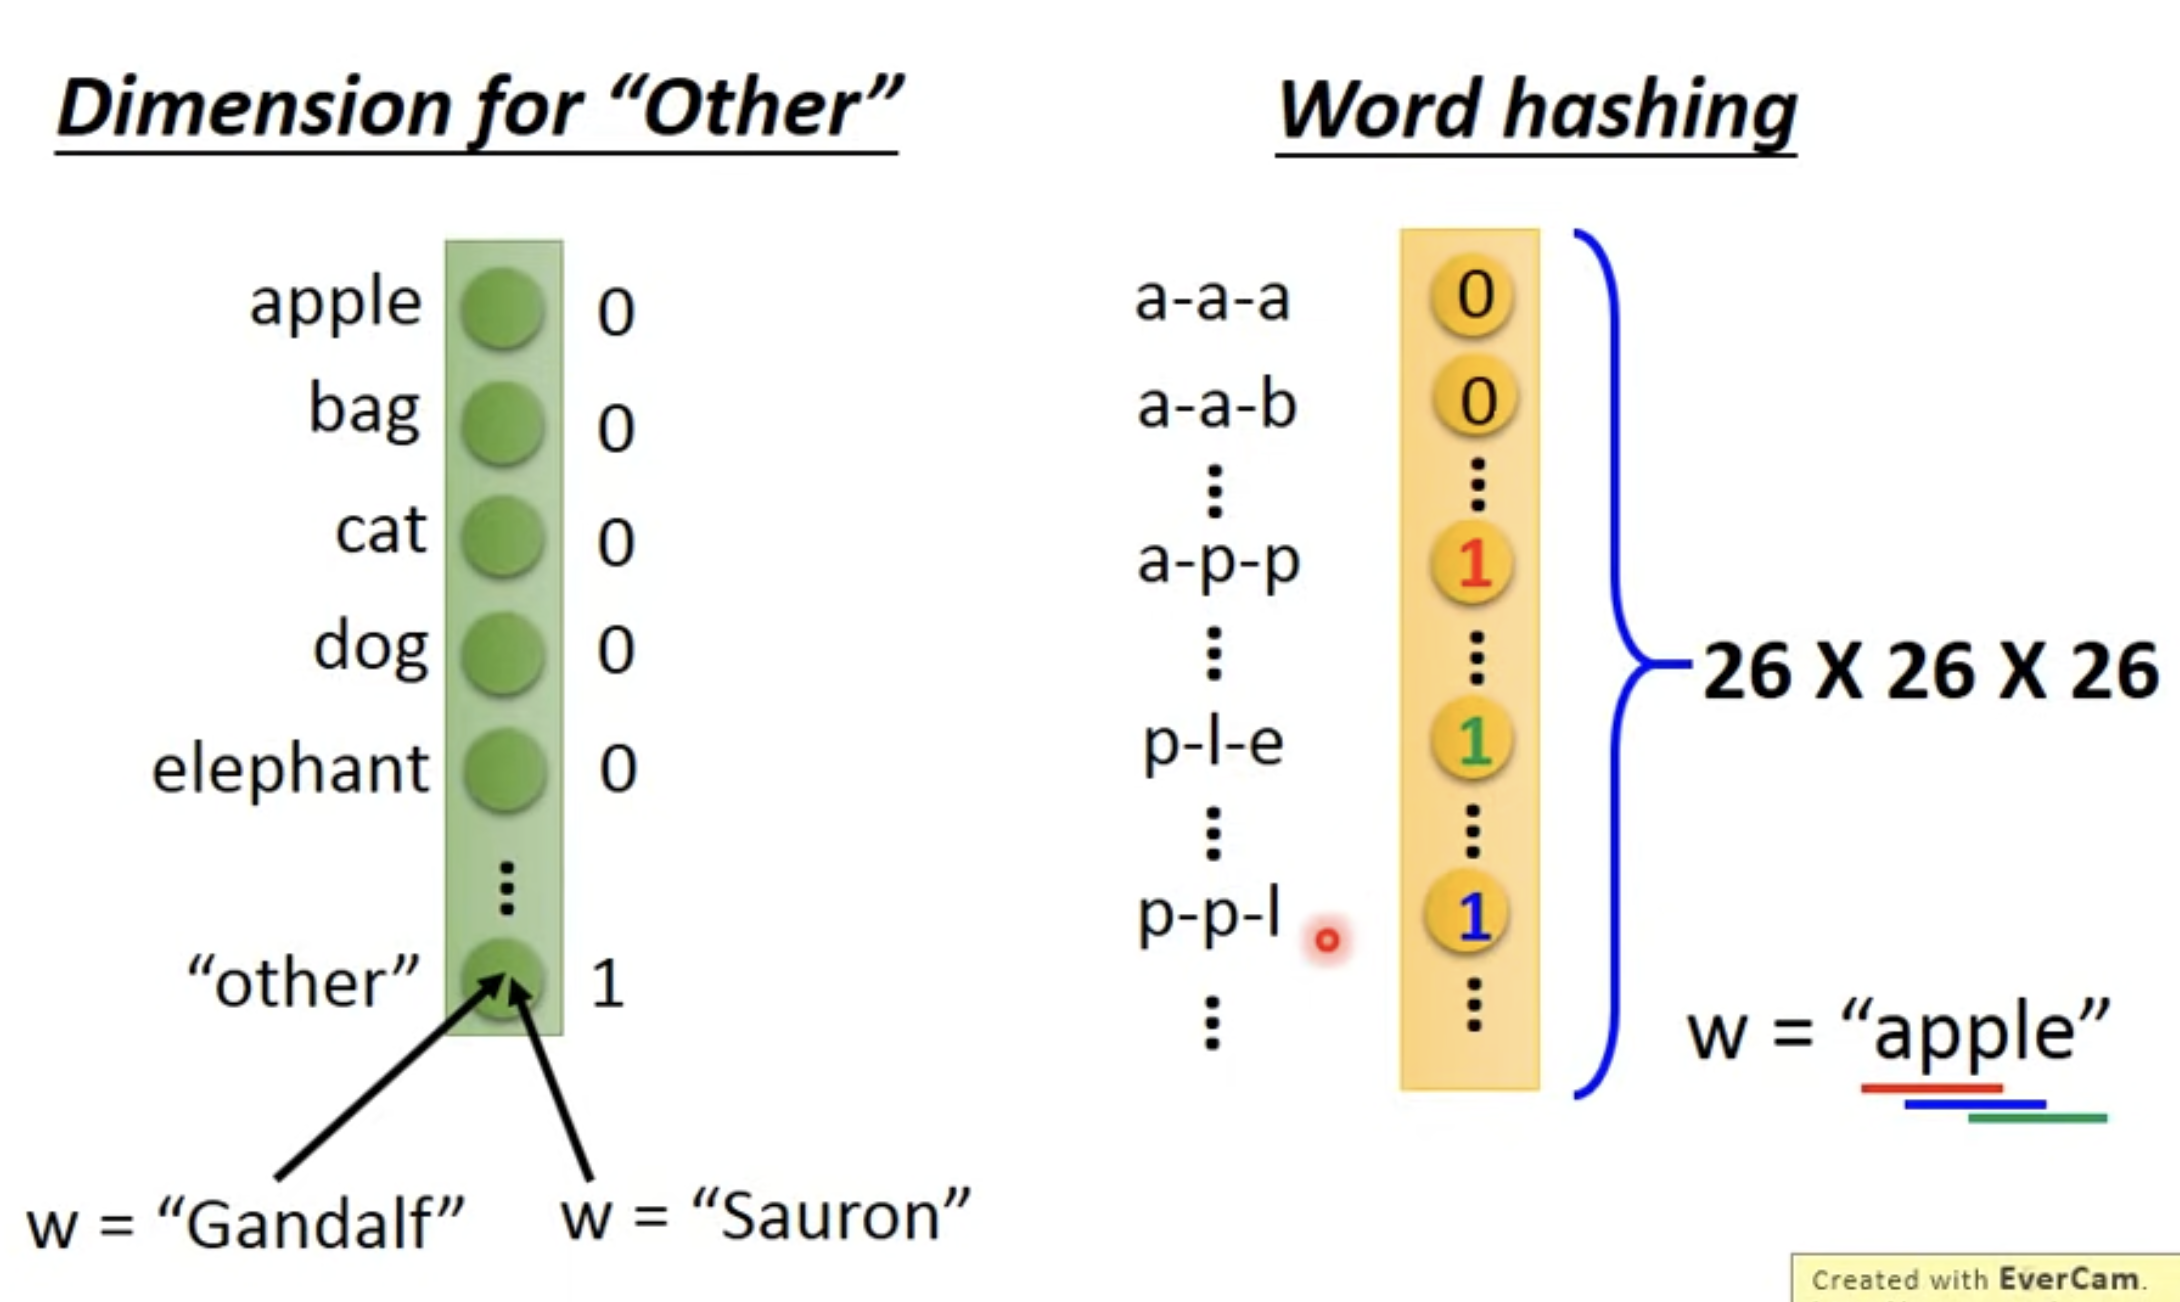 Dimension for “Other”
apple 0
bag 0
cat 0
dog 0
elephant 0
“other” 1
w = “Gandalf”
w = “Sauron”
Word hashing
a-a-a 0
a-a-b 0
a-p-p 1
p-l-e 1
p-p-l 1
26 X 26 X 26
w = “apple”
Created with EverCam.